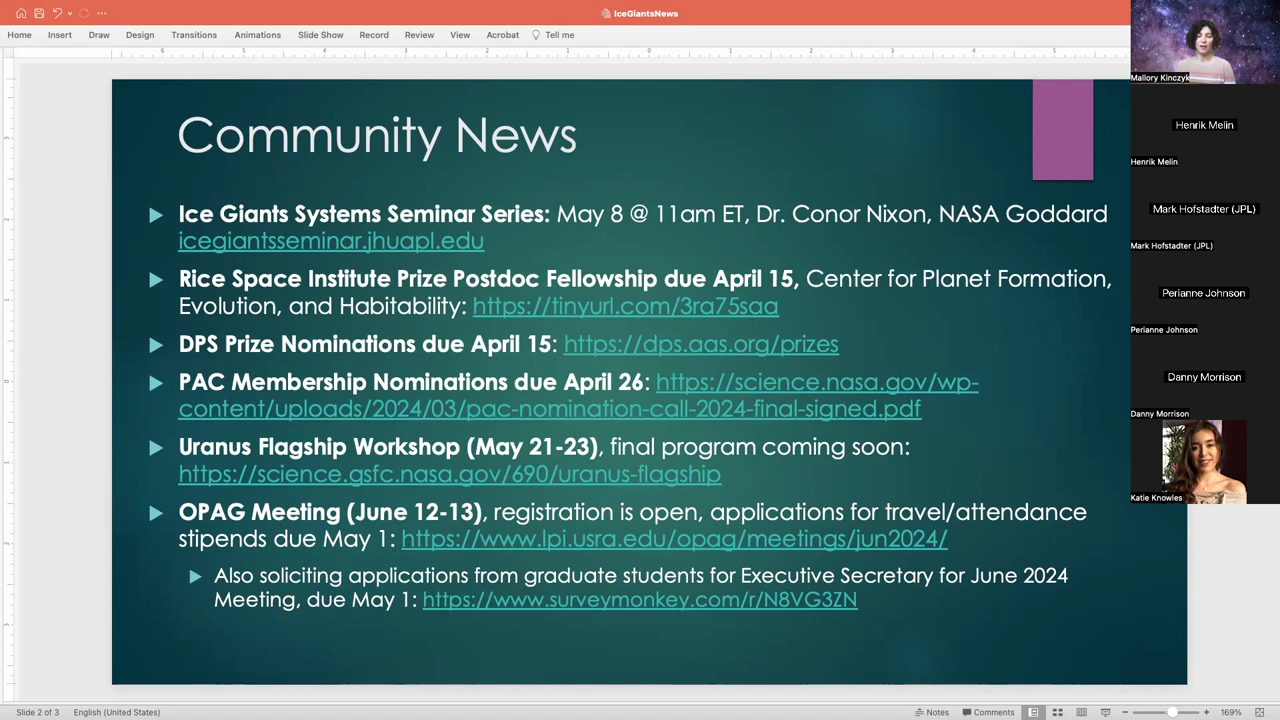 IceGiantsNews
Home Insert Draw Design Transitions Animations Slide Show Record Review View Acrobat Tell me
Community News
Ice Giants Systems Seminar Series: May 8 @ 11am ET, Dr. Conor Nixon, NASA Goddard
icegiantsseminar.jhuapl.edu
Rice Space Institute Prize Postdoc Fellowship due April 15, Center for Planet Formation,
Evolution, and Habitability: https://tinyurl.com/3ra75saa
DPS Prize Nominations due April 15: https://dps.aas.org/prizes
PAC Membership Nominations due April 26: https://science.nasa.gov/wp-
content/uploads/2024/03/pac-nomination-call-2024-final-signed.pdf
Uranus Flagship Workshop (May 21-23), final program coming soon:
https://science.gsfc.nasa.gov/690/uranus-flagship
OPAG Meeting (June 12-13), registration is open, applications for travel/attendance
stipends due May 1: https://www.lpi.usra.edu/opag/meetings/jun2024/
Also soliciting applications from graduate students for Executive Secretary for June 2024
Meeting, due May 1: https://www.surveymonkey.com/r/N8VG3ZN
Mallory Kinczyk
Henrik Melin
Henrik Melin
Mark Hofstadter (JPL)
Mark Hofstadter (JPL)
Perianne Johnson
Perianne Johnson
Danny Morrison
Danny Morrison
Katie Knowles
Slide 2 of 3 English (United States) Notes Comments 169%